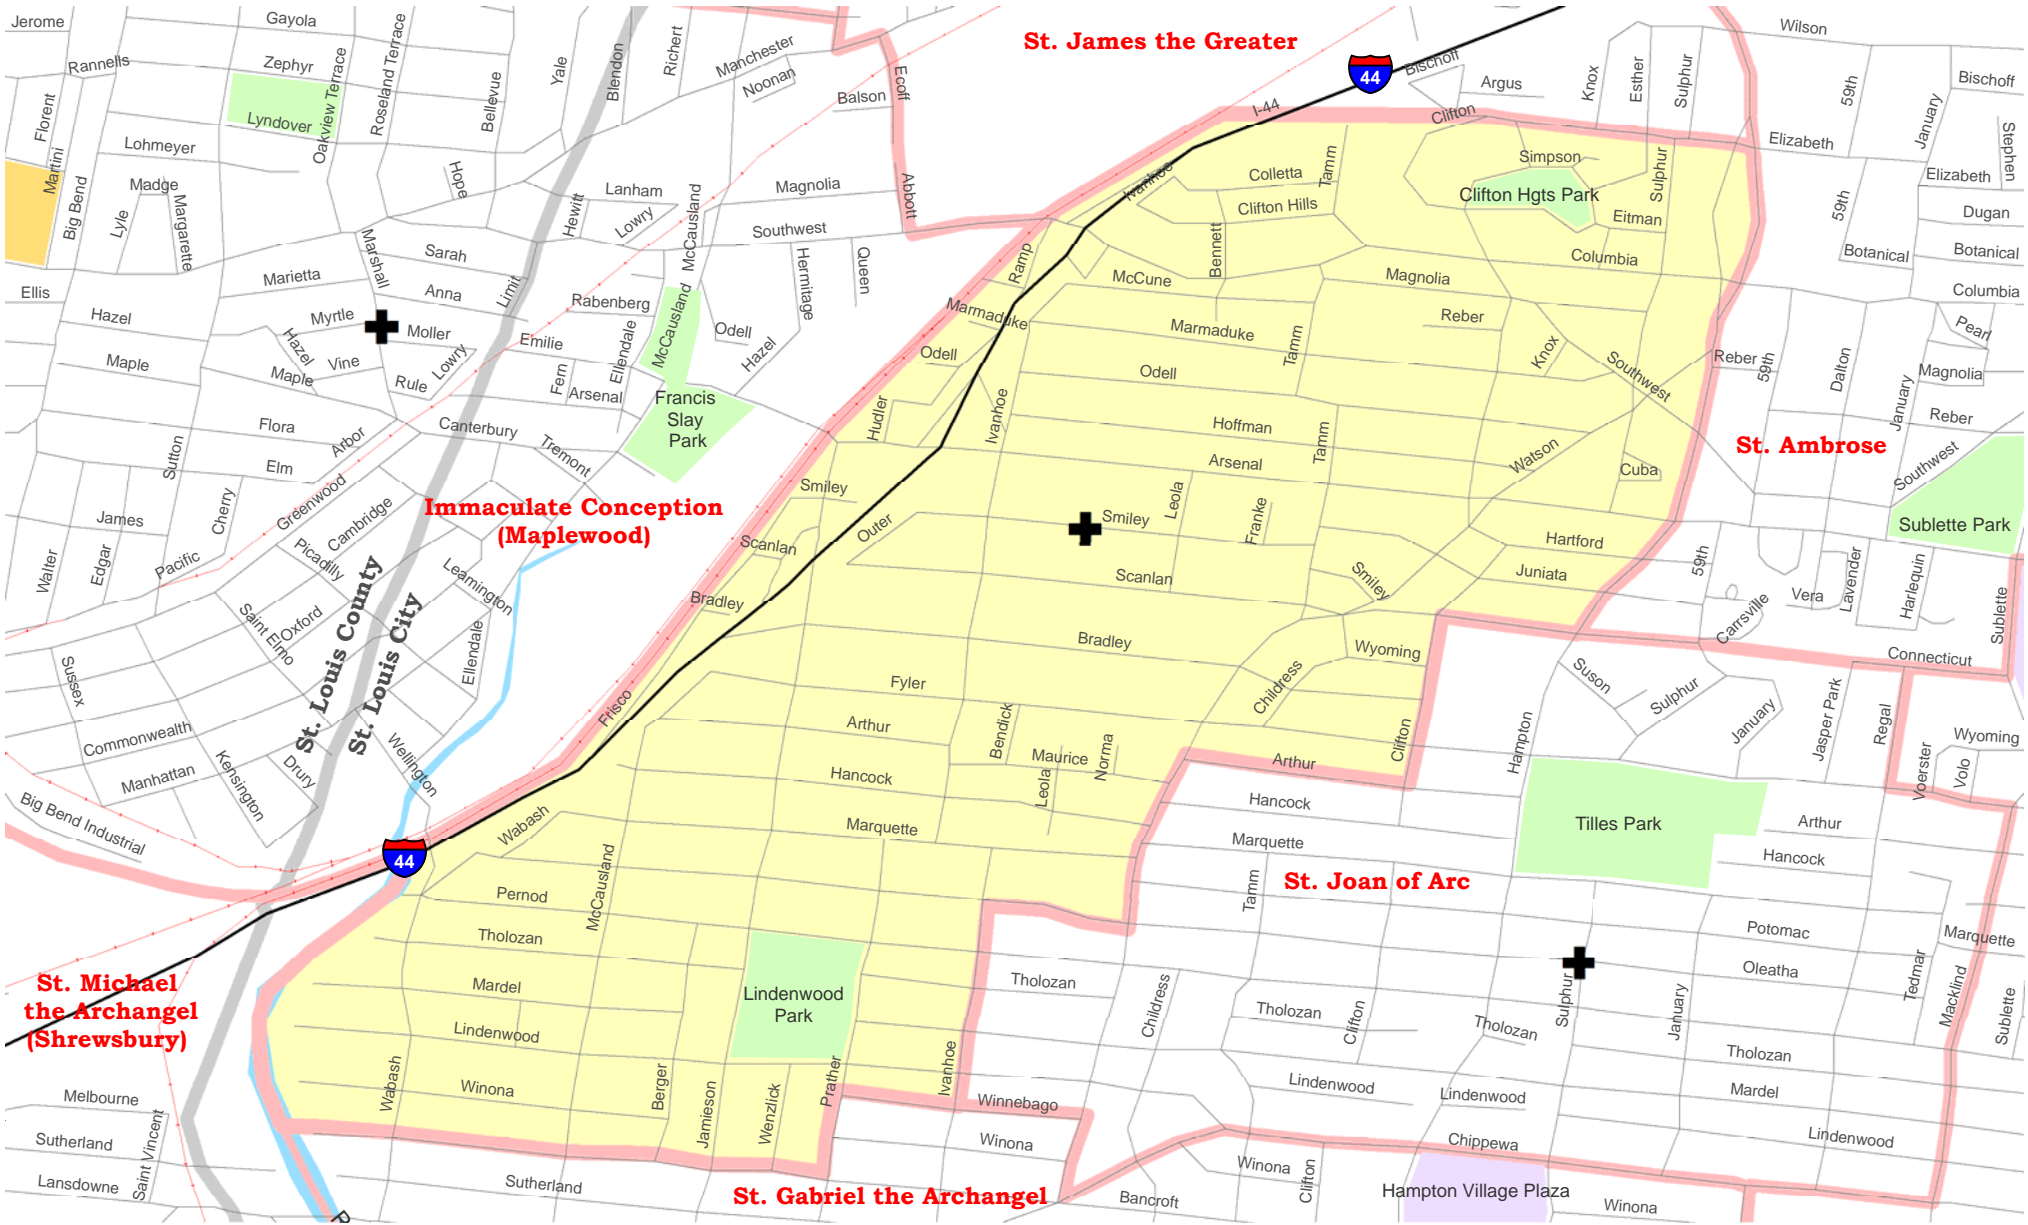 Jerome
Gayola
Rannells
Zephyr
Oakview Terrace
Roseland Terrace
Bellevue
Yale
Blendon
Richert
Manchester
Noonan
Balson
Ecoff
St. James the Greater
44
I-44
Bischoff
Argus
Clifton
Knox
Esther
Sulphur
Wilson
59th
January
Bischoff
Elizabeth
Stephen
Florent
Martini
Lyndover
Lohmeyer
Madge
Big Bend
Lyle
Margarette
Hope
Hewitt
Lanham
Lowry
McCausland
Magnolia
Abbott
Southwest
Hermitage
Queen
Ivanhoe
Colletta
Tamm
Clifton Hills
Bennett
Simpson
Clifton Hgts Park
Sulphur
Eitman
Columbia
Elizabeth
59th
Dugan
Botanical
Botanical
Columbia
Marshall
Sarah
Marietta
Anna
Limit
Ellis
Hazel
Myrtle
Moller
Hazel
Vine
Maple
Maple
Rule
Lowry
Emilie
Rabenberg
Ellendale
Fern
Arsenal
McCausland
Odell
Hazel
Francis
Slay
Park
Ramp
Marmaduke
Odell
Hudler
Ivanhoe
McCune
Magnolia
Marmaduke
Tamm
Reber
Knox
Odell
Southwest
Reber
59th
Dalton
January
Pearl
Magnolia
Reber
Southwest
St. Ambrose
Sublette Park
Flora
Arbor
Elm
Sutton
Canterbury
Tremont
Greenwood
Cambridge
Cherry
James
Walter
Edgar
Pacific
Picadilly
Immaculate Conception
(Maplewood)
Leamington
Saint Elmo
Oxford
Ellendale
Sussex
St. Louis County
St. Louis City
Commonwealth
Manhattan
Kensington
Drury
Wellington
Big Bend Industrial
Smiley
Outer
Scanlan
Bradley
Frisco
Hoffman
Tamm
Arsenal
Leola
Smiley
Franke
Scanlan
Watson
Cuba
Hartford
Juniata
Smiley
59th
Vera
Lavender
Harlequin
Sublette
Carrsville
Connecticut
Bradley
Wyoming
Childress
Fyler
Arthur
Bendick
Maurice
Norma
Leola
Hancock
Clifton
Arthur
Hampton
Suson
Sulphur
January
Jasper Park
Regal
Wyoming
Voerster
Volo
Tilles Park
Arthur
Hancock
Hancock
Marquette
44
Wabash
Marquette
McCausland
Pernod
Tholozan
Mardel
Lindenwood
Winona
Wabash
Berger
Jamieson
Wenzlick
Prather
Lindenwood
Park
Ivanhoe
Winnebago
Tholozan
Childress
Tamm
St. Joan of Arc
Potomac
Oleatha
Marquette
Tedmar
Macklind
Sublette
Sulphur
January
Tholozan
Clifton
Tholozan
Tholozan
Mardel
Lindenwood
Lindenwood
Lindenwood
Chippewa
St. Michael
the Archangel
(Shrewsbury)
Melbourne
Sutherland
Saint Vincent
Lansdowne
Sutherland
St. Gabriel the Archangel
Winona
Bancroft
Winona
Clifton
Hampton Village Plaza
Winona